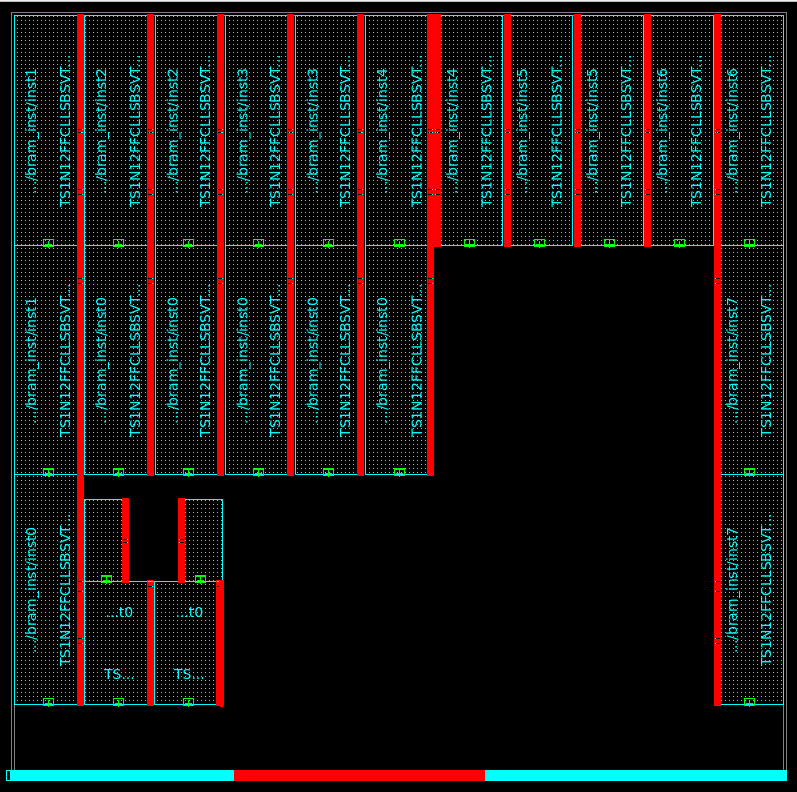 .../bram_inst/inst1
TS1N12FFCLLSBSVT...
.../bram_inst/inst2
TS1N12FFCLLSBSVT...
.../bram_inst/inst2
TS1N12FFCLLSBSVT...
.../bram_inst/inst3
TS1N12FFCLLSBSVT...
.../bram_inst/inst3
TS1N12FFCLLSBSVT...
.../bram_inst/inst4
TS1N12FFCLLSBSVT...
.../bram_inst/inst4
TS1N12FFCLLSBSVT...
.../bram_inst/inst5
TS1N12FFCLLSBSVT...
.../bram_inst/inst5
TS1N12FFCLLSBSVT...
.../bram_inst/inst6
TS1N12FFCLLSBSVT...
.../bram_inst/inst6
TS1N12FFCLLSBSVT...
.../bram_inst/inst1
TS1N12FFCLLSBSVT...
.../bram_inst/inst0
TS1N12FFCLLSBSVT...
.../bram_inst/inst0
TS1N12FFCLLSBSVT...
.../bram_inst/inst0
TS1N12FFCLLSBSVT...
.../bram_inst/inst0
TS1N12FFCLLSBSVT...
.../bram_inst/inst0
TS1N12FFCLLSBSVT...
.../bram_inst/inst7
TS1N12FFCLLSBSVT...
.../bram_inst/inst0
TS1N12FFCLLSBSVT...
...t0
TS...
...t0
TS...
.../bram_inst/inst7
TS1N12FFCLLSBSVT...